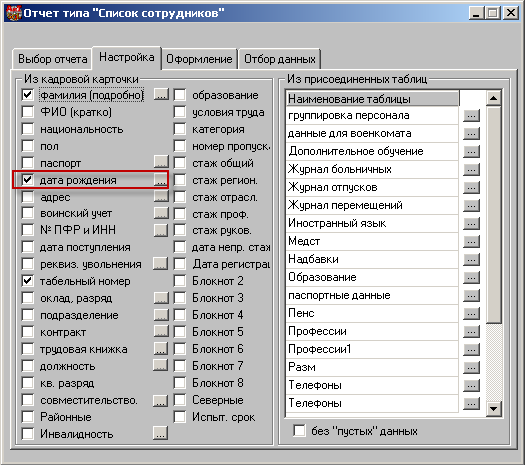 Отчет типа "Список сотрудников"
Выбор отчета Настройка Оформление Отбор данных
Из кадровой карточки
фамилия (подробно) ...
ФИО (кратко)
национальность
пол
паспорт ...
дата рождения ...
адрес ...
воинский учет ...
№ ПФР и ИНН ...
дата поступления
реквиз. увольнения ...
табельный номер
оклад, разряд ...
подразделение ...
контракт ...
трудовая книжка ...
должность ...
кв. разряд
совместительство. ...
Районные
Инвалидность ...
образование
условия труда
категория
номер пропуска
стаж общий
стаж регион.
стаж отрасл.
стаж проф.
стаж руков.
дата непр. стаж
Дата регистрац
Блокнот 2
Блокнот 3
Блокнот 4
Блокнот 5
Блокнот 6
Блокнот 7
Блокнот 8
Северные
Испыт. срок
Из присоединенных таблиц
Наименование таблицы
группировка персонала ...
данные для военкомата ...
Дополнительное обучение ...
Журнал больничных ...
Журнал отпусков ...
Журнал перемещений ...
Иностранный язык ...
Медст ...
Надбавки ...
Образование ...
паспортные данные ...
Пенс ...
Профессии ...
Профессии1 ...
Разм ...
Телефоны ...
Телефоны ...
без "пустых" данных